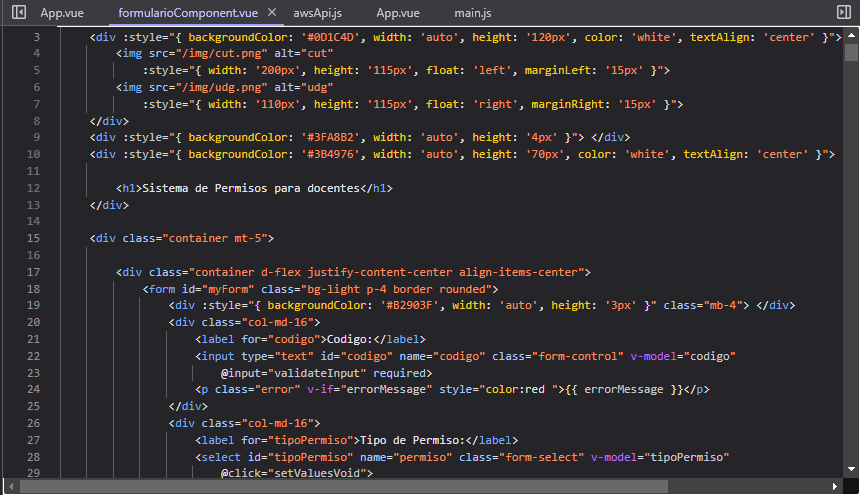 App.vue formularioComponent.vue × awsApi.js App.vue main.js
3 <div :style="{ backgroundColor: '#0D1C4D', width: 'auto', height: '120px', color: 'white', textAlign: 'center' }">
4 <img src="/img/cut.png" alt="cut"
5 :style="{ width: '200px', height: '115px', float: 'left', marginLeft: '15px' }">
6 <img src="/img/udg.png" alt="udg"
7 :style="{ width: '110px', height: '115px', float: 'right', marginRight: '15px' }">
8 </div>
9 <div :style="{ backgroundColor: '#3FA8B2', width: 'auto', height: '4px' }"> </div>
10 <div :style="{ backgroundColor: '#3B4976', width: 'auto', height: '70px', color: 'white', textAlign: 'center' }">
11
12 <h1>Sistema de Permisos para docentes</h1>
13 </div>
14
15 <div class="container mt-5">
16
17 <div class="container d-flex justify-content-center align-items-center">
18 <form id="myForm" class="bg-light p-4 border rounded">
19 <div :style="{ backgroundColor: '#B2903F', width: 'auto', height: '3px' }" class="mb-4"> </div>
20 <div class="col-md-16">
21 <label for="codigo">Codigo:</label>
22 <input type="text" id="codigo" name="codigo" class="form-control" v-model="codigo"
23 @input="validateInput" required>
24 <p class="error" v-if="errorMessage" style="color:red ">{{ errorMessage }}</p>
25 </div>
26 <div class="col-md-16">
27 <label for="tipoPermiso">Tipo de Permiso:</label>
28 <select id="tipoPermiso" name="permiso" class="form-select" v-model="tipoPermiso"
29 @click="setValuesVoid">